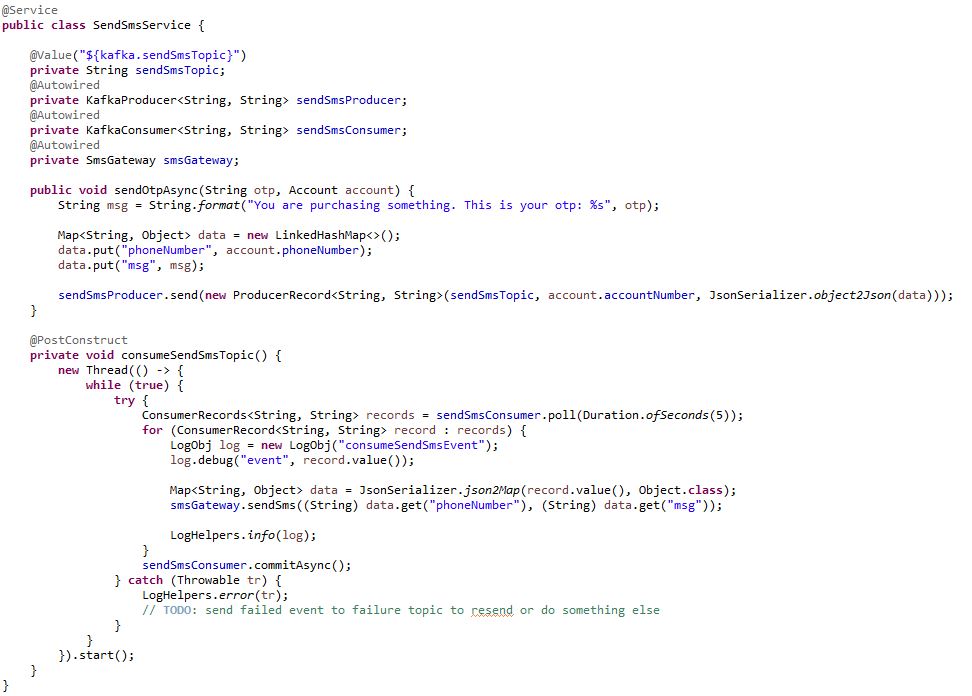 @Service
public class SendSmsService {
@Value("${kafka.sendSmsTopic}")
private String sendSmsTopic;
@Autowired
private KafkaProducer<String, String> sendSmsProducer;
@Autowired
private KafkaConsumer<String, String> sendSmsConsumer;
@Autowired
private SmsGateway smsGateway;
public void sendOtpAsync(String otp, Account account) {
String msg = String.format("You are purchasing something. This is your otp: %s", otp);
Map<String, Object> data = new LinkedHashMap<>();
data.put("phoneNumber", account.phoneNumber);
data.put("msg", msg);
sendSmsProducer.send(new ProducerRecord<String, String>(sendSmsTopic, account.accountNumber, JsonSerializer.object2Json(data)));
}
@PostConstruct
private void consumeSendSmsTopic() {
new Thread(() -> {
while (true) {
try {
ConsumerRecords<String, String> records = sendSmsConsumer.poll(Duration.ofSeconds(5));
for (ConsumerRecord<String, String> record : records) {
LogObj log = new LogObj("consumeSendSmsEvent");
log.debug("event", record.value());
Map<String, Object> data = JsonSerializer.json2Map(record.value(), Object.class);
smsGateway.sendSms((String) data.get("phoneNumber"), (String) data.get("msg"));
LogHelpers.info(log);
}
sendSmsConsumer.commitAsync();
} catch (Throwable tr) {
LogHelpers.error(tr);
// TODO: send failed event to failure topic to resend or do something else
}
}
}).start();
}
}